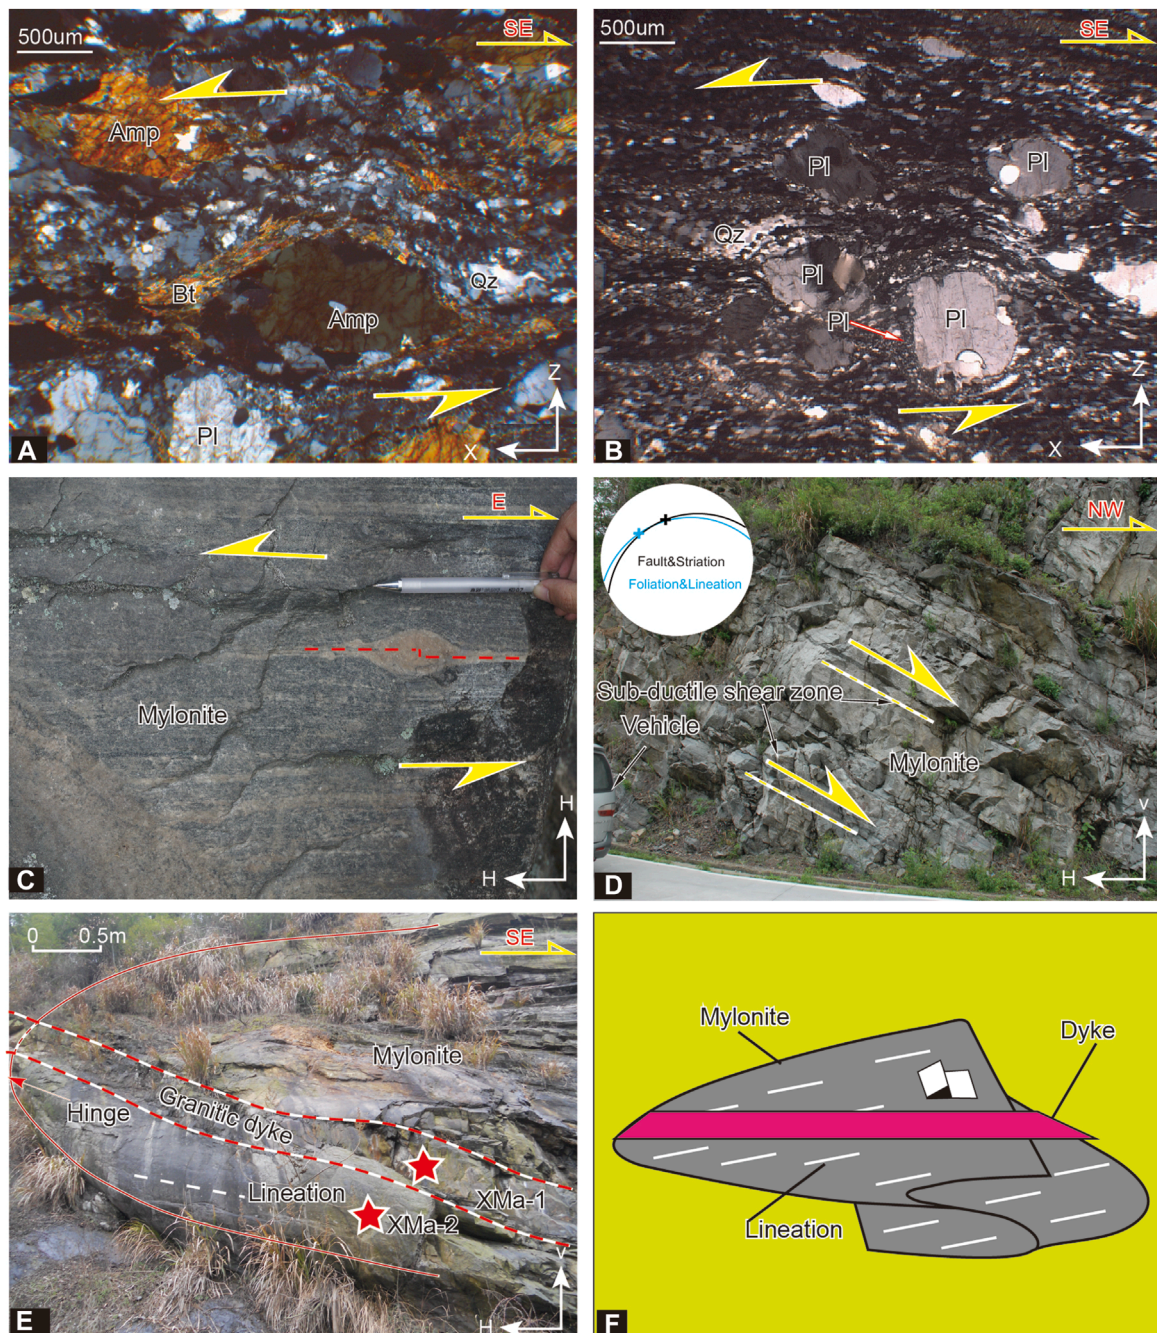 500um
SE
Amp
Bt
Qz
Amp
Pl
Z
X
A
500um
SE
Pl
Pl
Qz
Pl
Pl
Pl
Z
X
B
E
Mylonite
H
H
C
NW
Fault&Striation
Foliation&Lineation
Sub-ductile shear zone
Vehicle
Mylonite
v
H
D
0 0.5m
SE
Mylonite
Granitic dyke
Hinge
Lineation
XMa-1
XMa-2
v
H
E
Mylonite
Dyke
Lineation
F